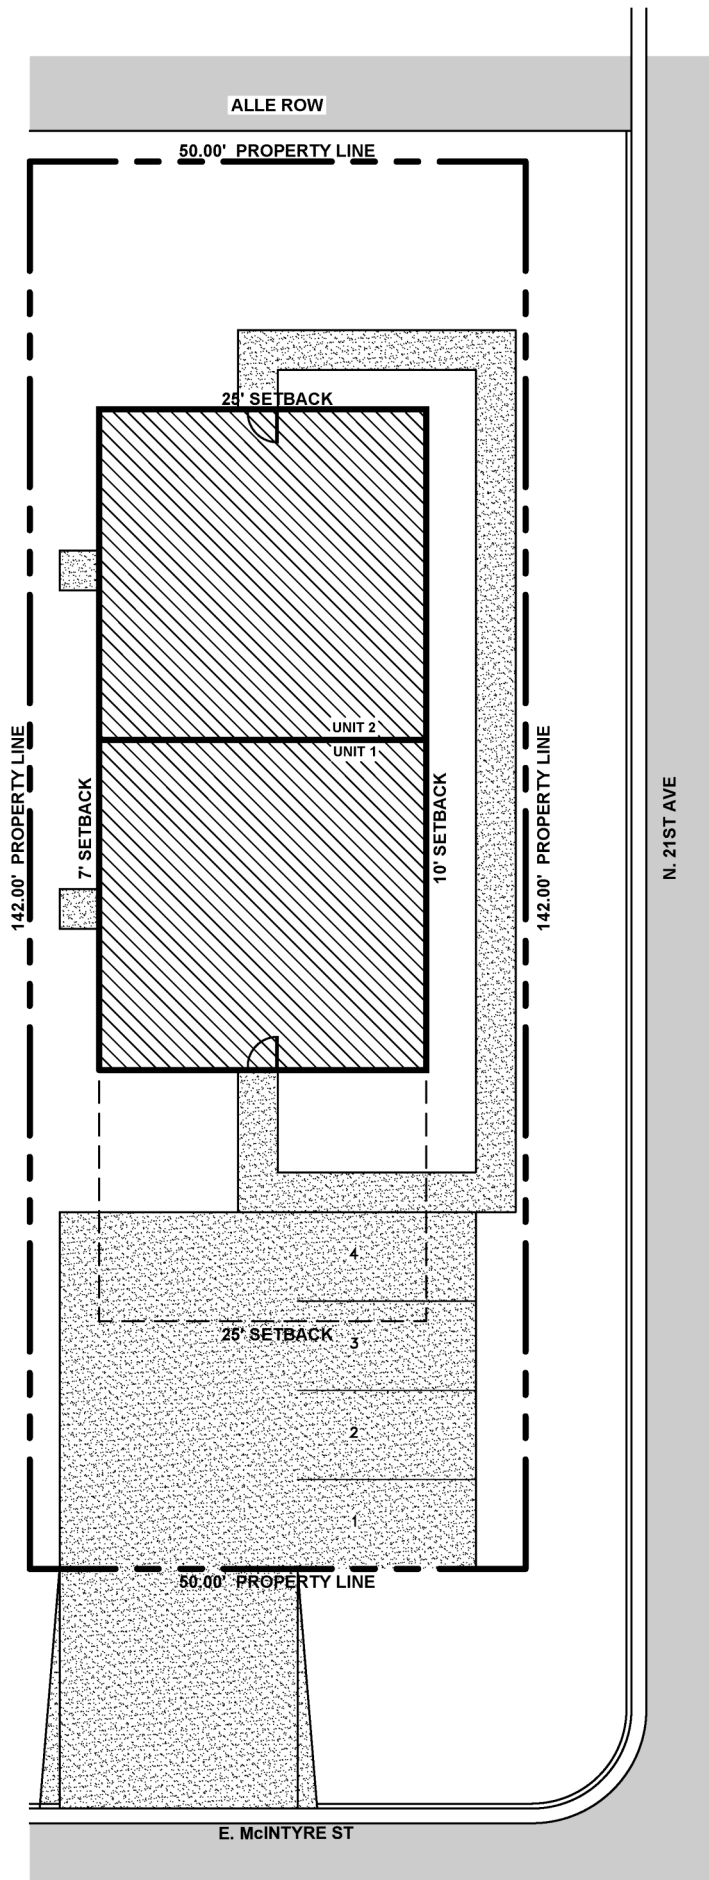 ALLE ROW
50.00' PROPERTY LINE
25' SETBACK
UNIT 2
UNIT 1
142.00' PROPERTY LINE
7' SETBACK
10' SETBACK
142.00' PROPERTY LINE
N. 21ST AVE
4
25' SETBACK
3
2
1
50.00' PROPERTY LINE
E. McINTYRE ST